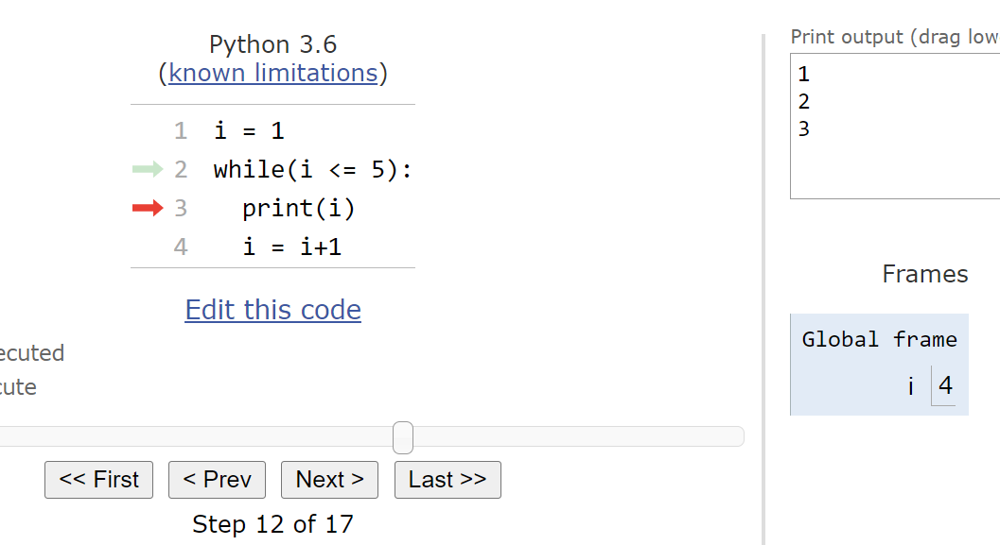 Python 3.6
(known limitations)
1 i = 1
2 while(i <= 5):
3   print(i)
4   i = i+1
Edit this code
ecuted
cute
<< First
< Prev
Next >
Last >>
Step 12 of 17
Print output (drag low
1
2
3
Frames
Global frame
i 4